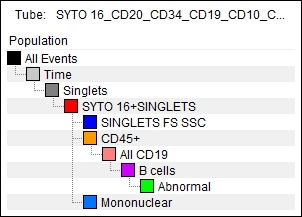 Tube: SYTO 16_CD20_CD34_CD19_CD10_C...
Population
All Events
Time
Singlets
SYTO 16+SINGLETS
SINGLETS FS SSC
CD45+
All CD19
B cells
Abnormal
Mononuclear